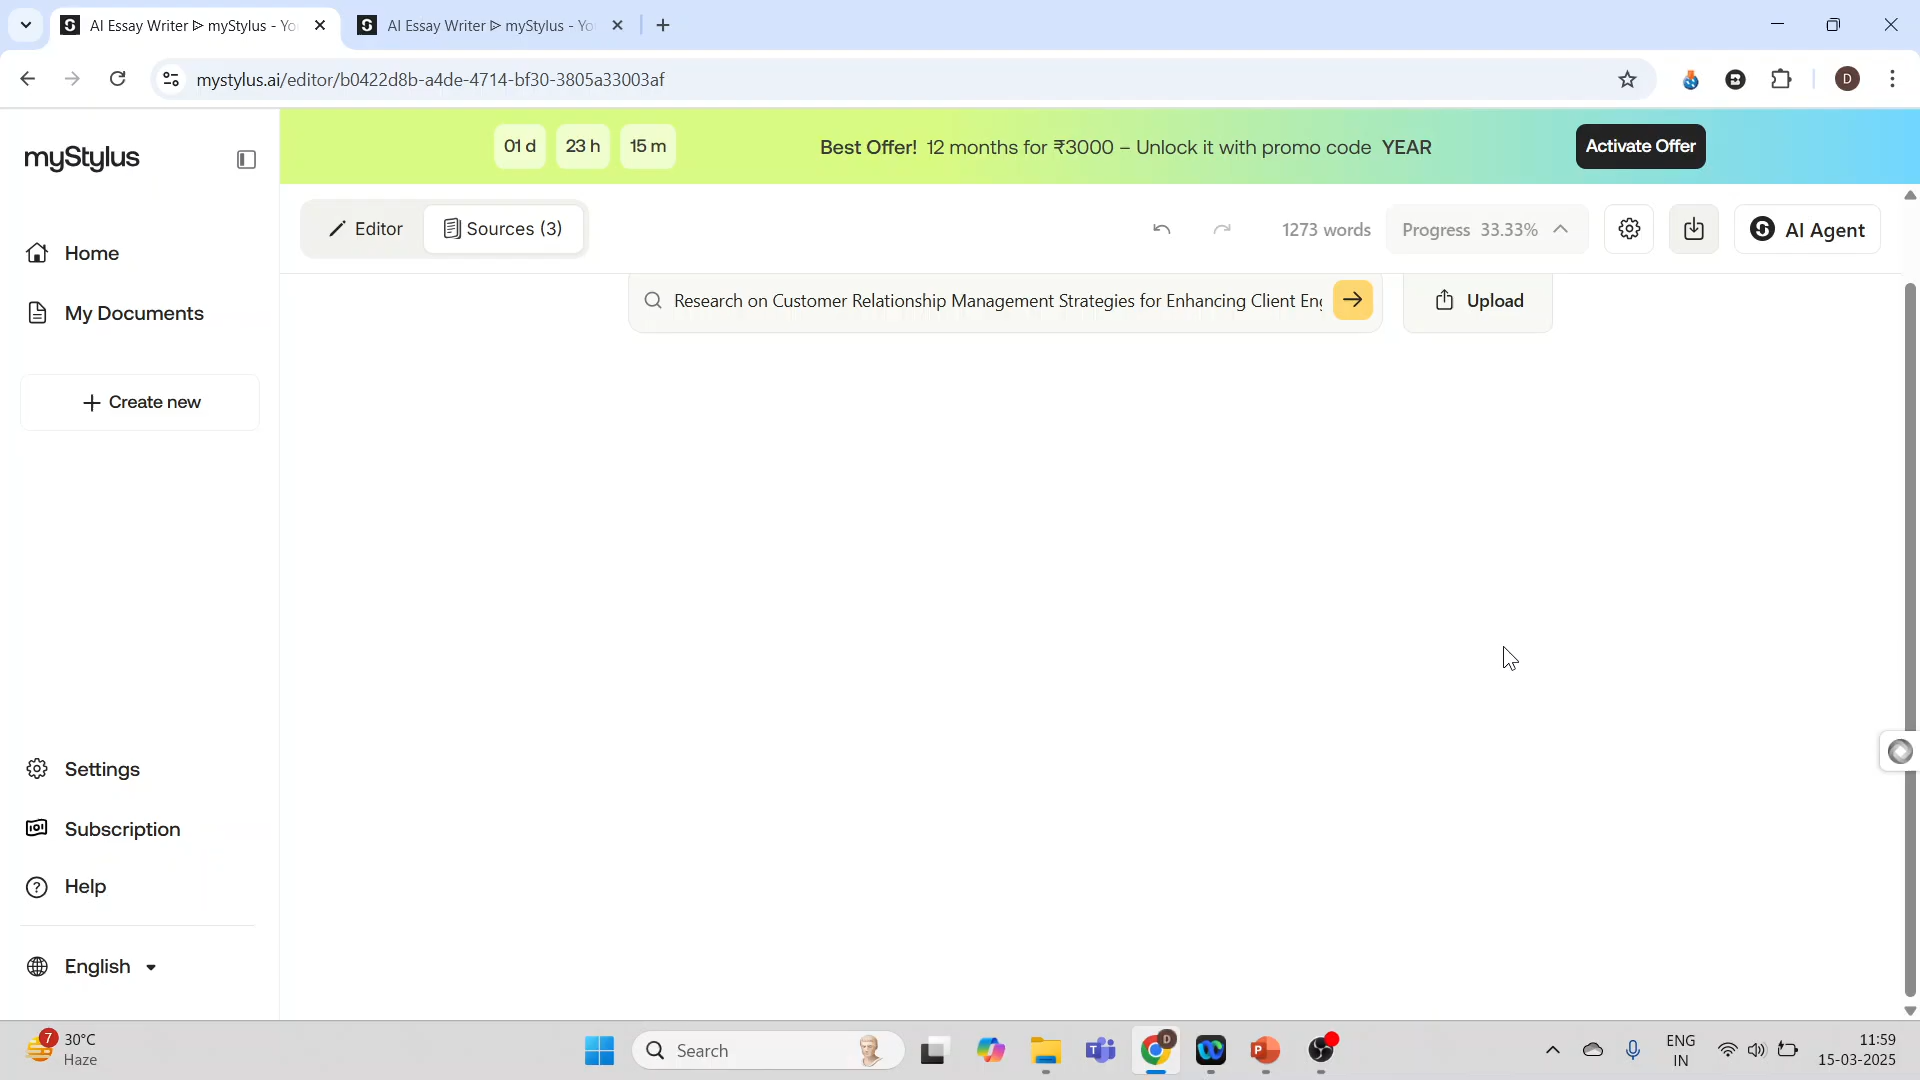 AI Essay Writer ᐉ myStylus - Yo
AI Essay Writer ᐉ myStylus - Yo
mystylus.ai/editor/b0422d8b-a4de-4714-bf30-3805a33003af
D
myStylus
01 d
23 h
15 m
Best Offer! 12 months for ₹3000 – Unlock it with promo code YEAR
Activate Offer
Editor
Sources (3)
1273 words
Progress 33.33%
AI Agent
Home
My Documents
Research on Customer Relationship Management Strategies for Enhancing Client Eng
Upload
+ Create new
Settings
Subscription
Help
English
7
30°C
Haze
Search
D
ENG
IN
11:59
15-03-2025